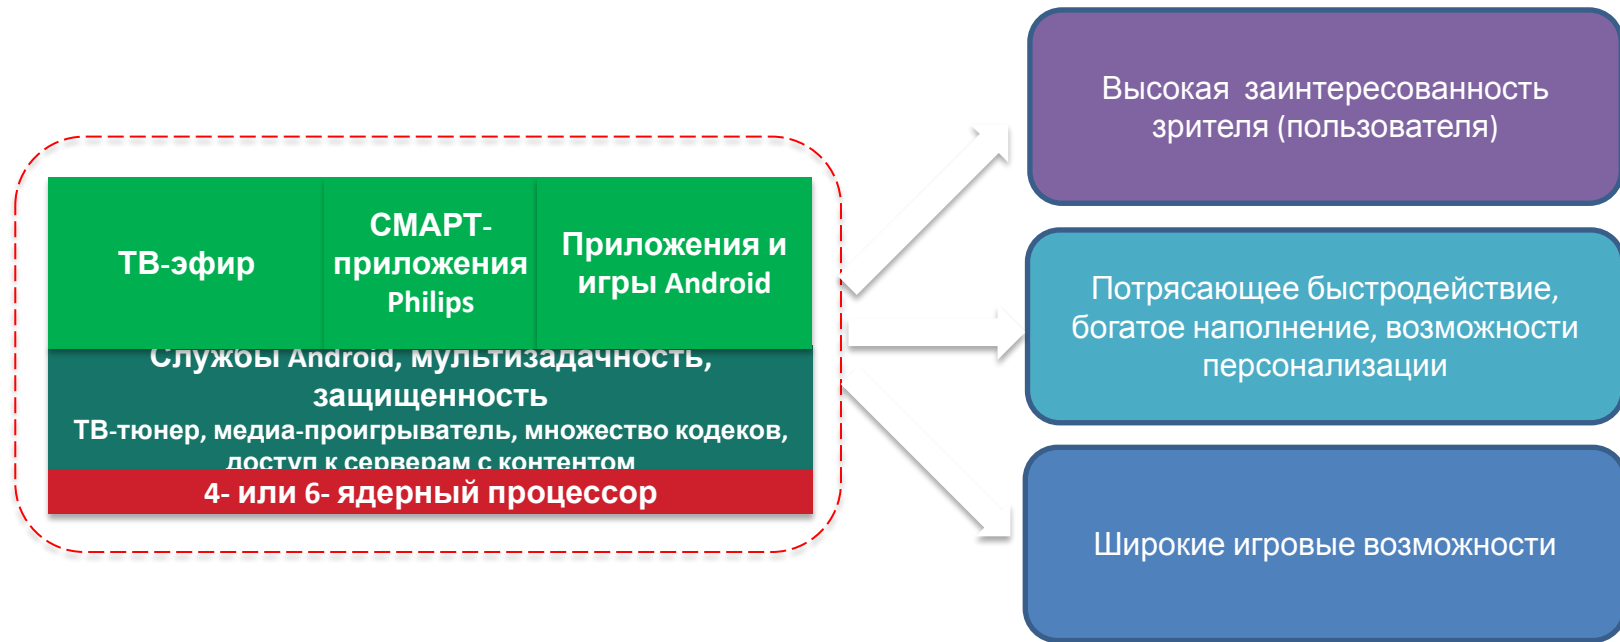 ТВ-эфир
СМАРТ-
приложения
Philips
Приложения и
игры Android
Службы Android, мультизадачность,
защищенность
ТВ-тюнер, медиа-проигрыватель, множество кодеков,
доступ к серверам с контентом
4- или 6- ядерный процессор
Высокая заинтересованность
зрителя (пользователя)
Потрясающее быстродействие,
богатое наполнение, возможности
персонализации
Широкие игровые возможности